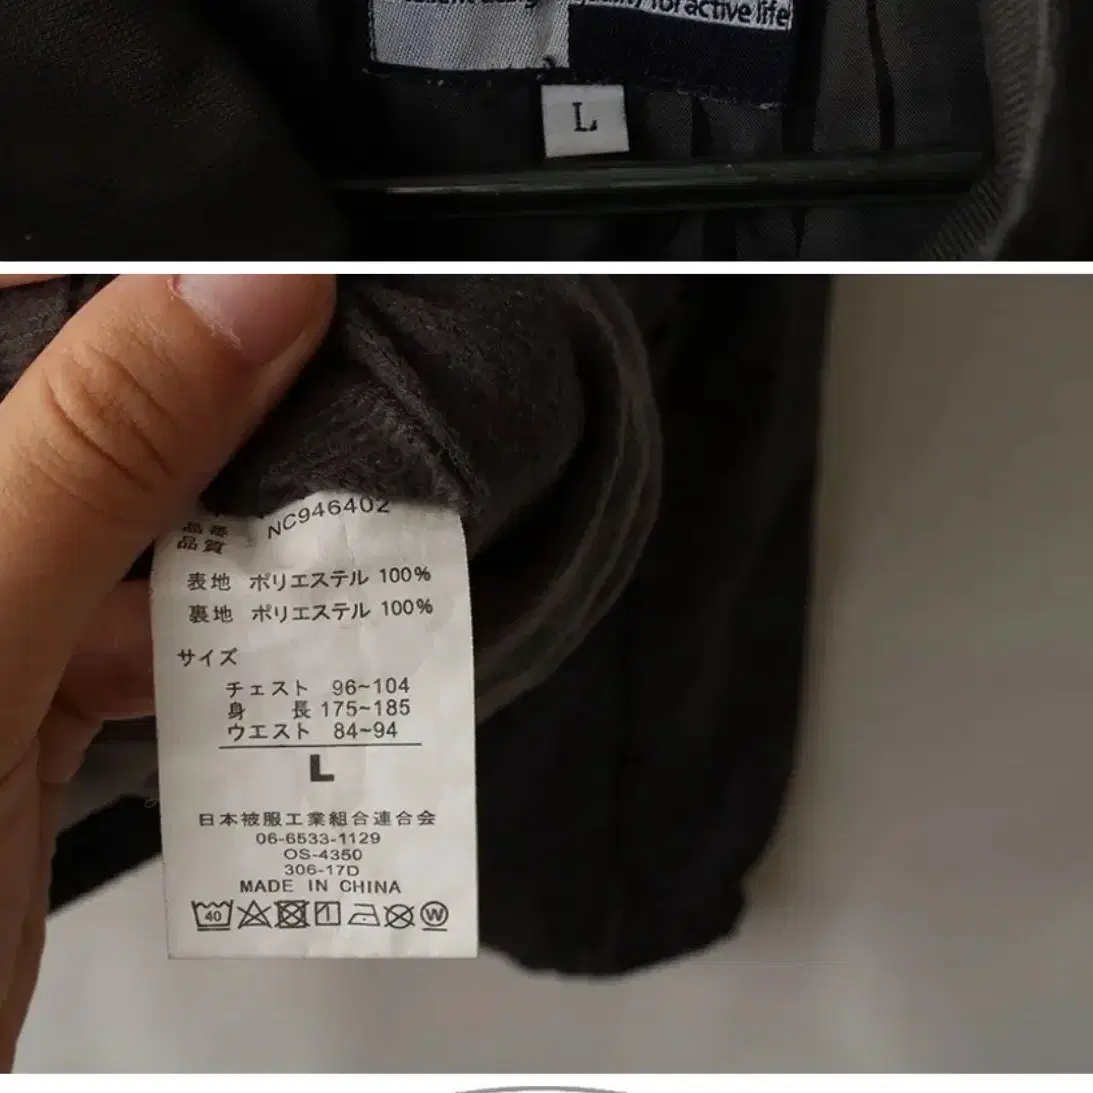 for active life
L
NC946402
品番
品質
表地 ポリエステル 100%
裏地 ポリエステル 100%
サイズ
チェスト 96~104
身 長 175~185
ウエスト 84~94
L
日本被服工業組合連合会
06-6533-1129
OS-4350
306-17D
MADE IN CHINA
40 W